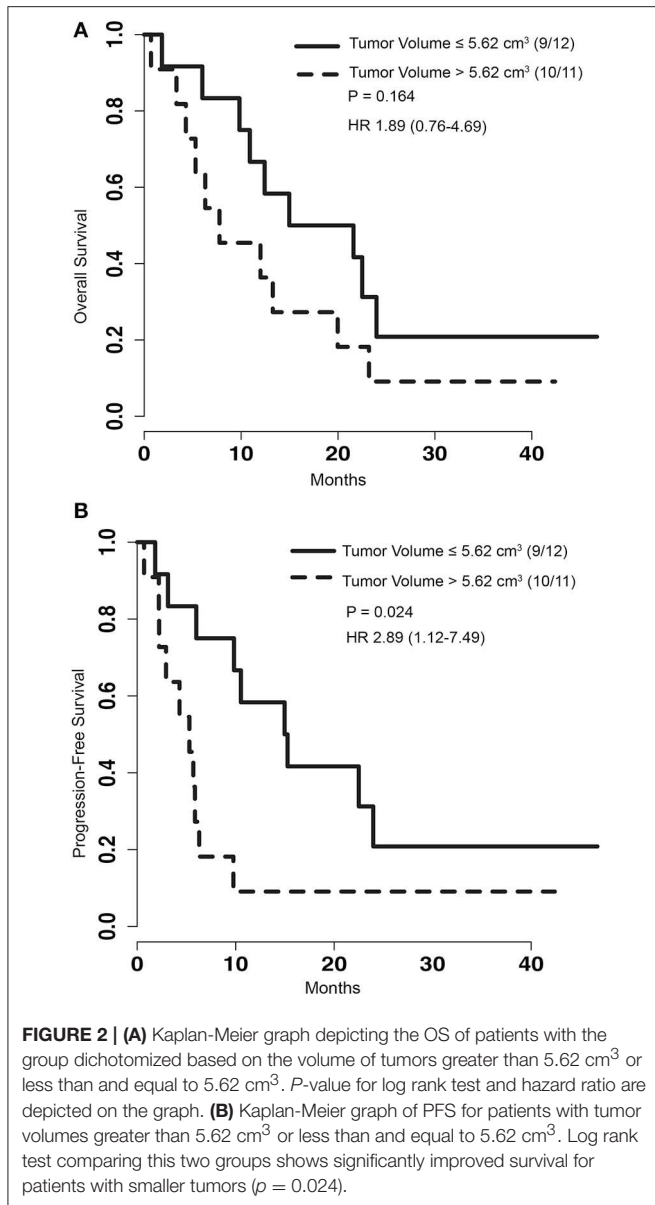 A
Tumor Volume ≤ 5.62 cm³ (9/12)
Tumor Volume > 5.62 cm³ (10/11)
P = 0.164
HR 1.89 (0.76-4.69)
Overall Survival
1.0
0.8
0.6
0.4
0.2
0.0
0 10 20 30 40
Months
B
Tumor Volume ≤ 5.62 cm³ (9/12)
Tumor Volume > 5.62 cm³ (10/11)
P = 0.024
HR 2.89 (1.12-7.49)
Progression-Free Survival
1.0
0.8
0.6
0.4
0.2
0.0
0 10 20 30 40
Months
FIGURE 2 | (A) Kaplan-Meier graph depicting the OS of patients with the
group dichotomized based on the volume of tumors greater than 5.62 cm³ or
less than and equal to 5.62 cm³. P-value for log rank test and hazard ratio are
depicted on the graph. (B) Kaplan-Meier graph of PFS for patients with tumor
volumes greater than 5.62 cm³ or less than and equal to 5.62 cm³. Log rank
test comparing this two groups shows significantly improved survival for
patients with smaller tumors (p = 0.024).